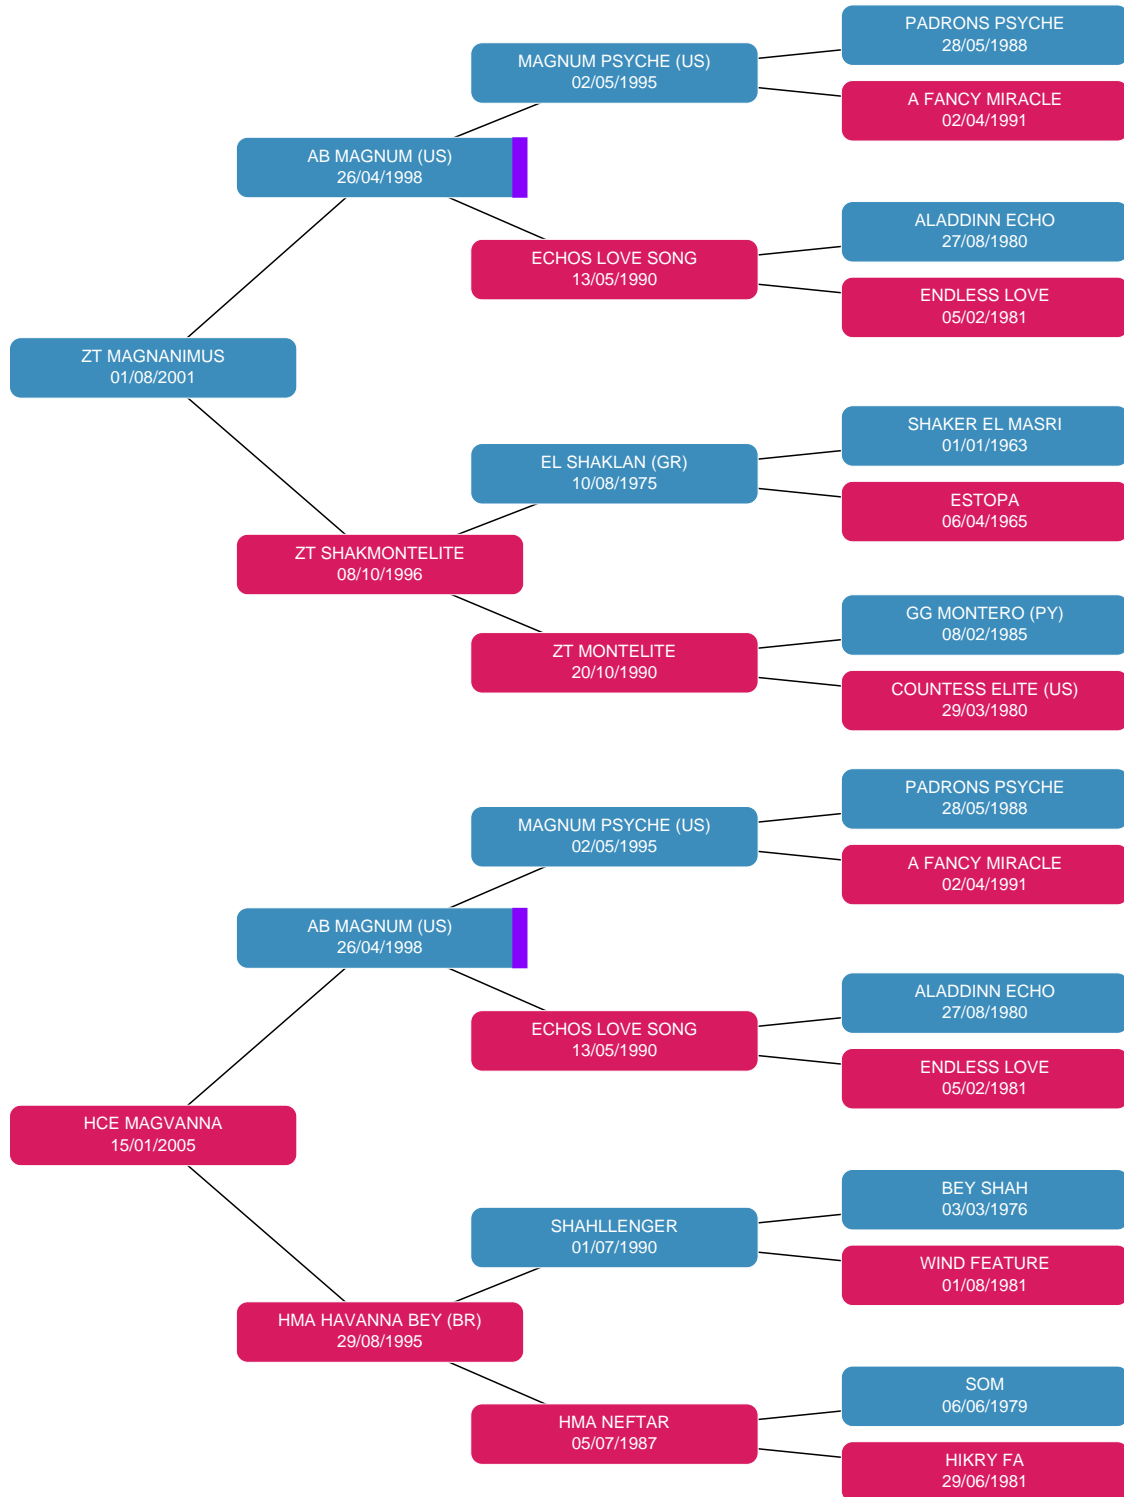 PADRONS PSYCHE
28/05/1988
MAGNUM PSYCHE (US)
02/05/1995
A FANCY MIRACLE
02/04/1991
AB MAGNUM (US)
26/04/1998
ALADDINN ECHO
27/08/1980
ECHOS LOVE SONG
13/05/1990
ENDLESS LOVE
05/02/1981
ZT MAGNANIMUS
01/08/2001
SHAKER EL MASRI
01/01/1963
EL SHAKLAN (GR)
10/08/1975
ESTOPA
06/04/1965
ZT SHAKMONTELITE
08/10/1996
GG MONTERO (PY)
08/02/1985
ZT MONTELITE
20/10/1990
COUNTESS ELITE (US)
29/03/1980
PADRONS PSYCHE
28/05/1988
MAGNUM PSYCHE (US)
02/05/1995
A FANCY MIRACLE
02/04/1991
AB MAGNUM (US)
26/04/1998
ALADDINN ECHO
27/08/1980
ECHOS LOVE SONG
13/05/1990
ENDLESS LOVE
05/02/1981
HCE MAGVANNA
15/01/2005
BEY SHAH
03/03/1976
SHAHLLENGER
01/07/1990
WIND FEATURE
01/08/1981
HMA HAVANNA BEY (BR)
29/08/1995
SOM
06/06/1979
HMA NEFTAR
05/07/1987
HIKRY FA
29/06/1981